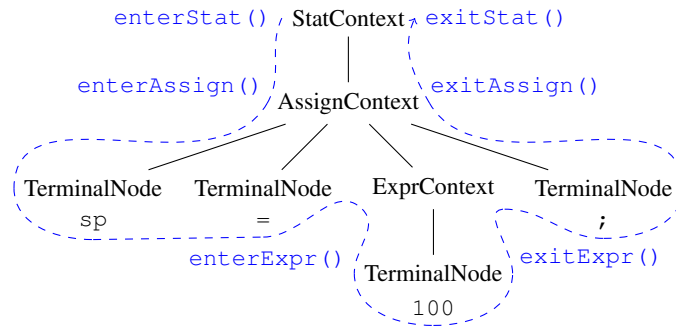 enterStat() StatContext exitStat()
enterAssign() exitAssign()
AssignContext
TerminalNode TerminalNode ExprContext TerminalNode
sp = ;
enterExpr() exitExpr()
TerminalNode
100